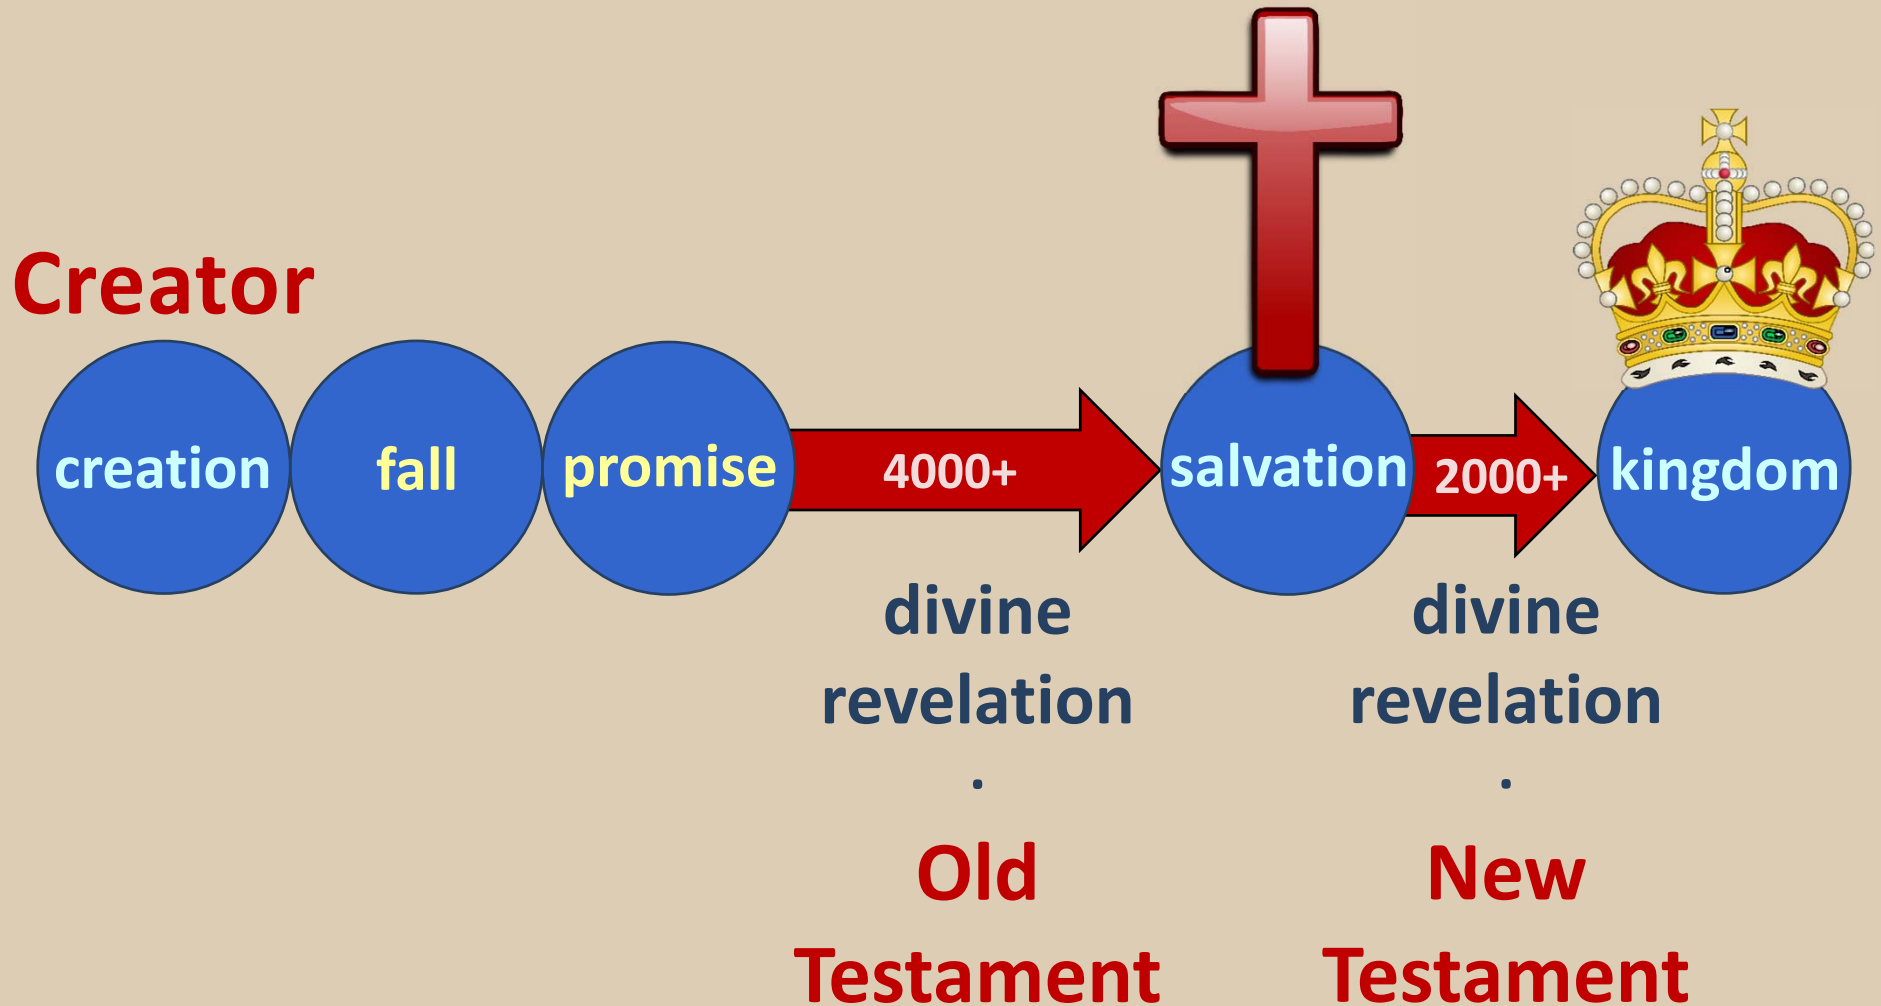 Creator
creation
fall
promise
4000+
salvation
2000+
kingdom
divine
revelation
.
Old
Testament
divine
revelation
.
New
Testament